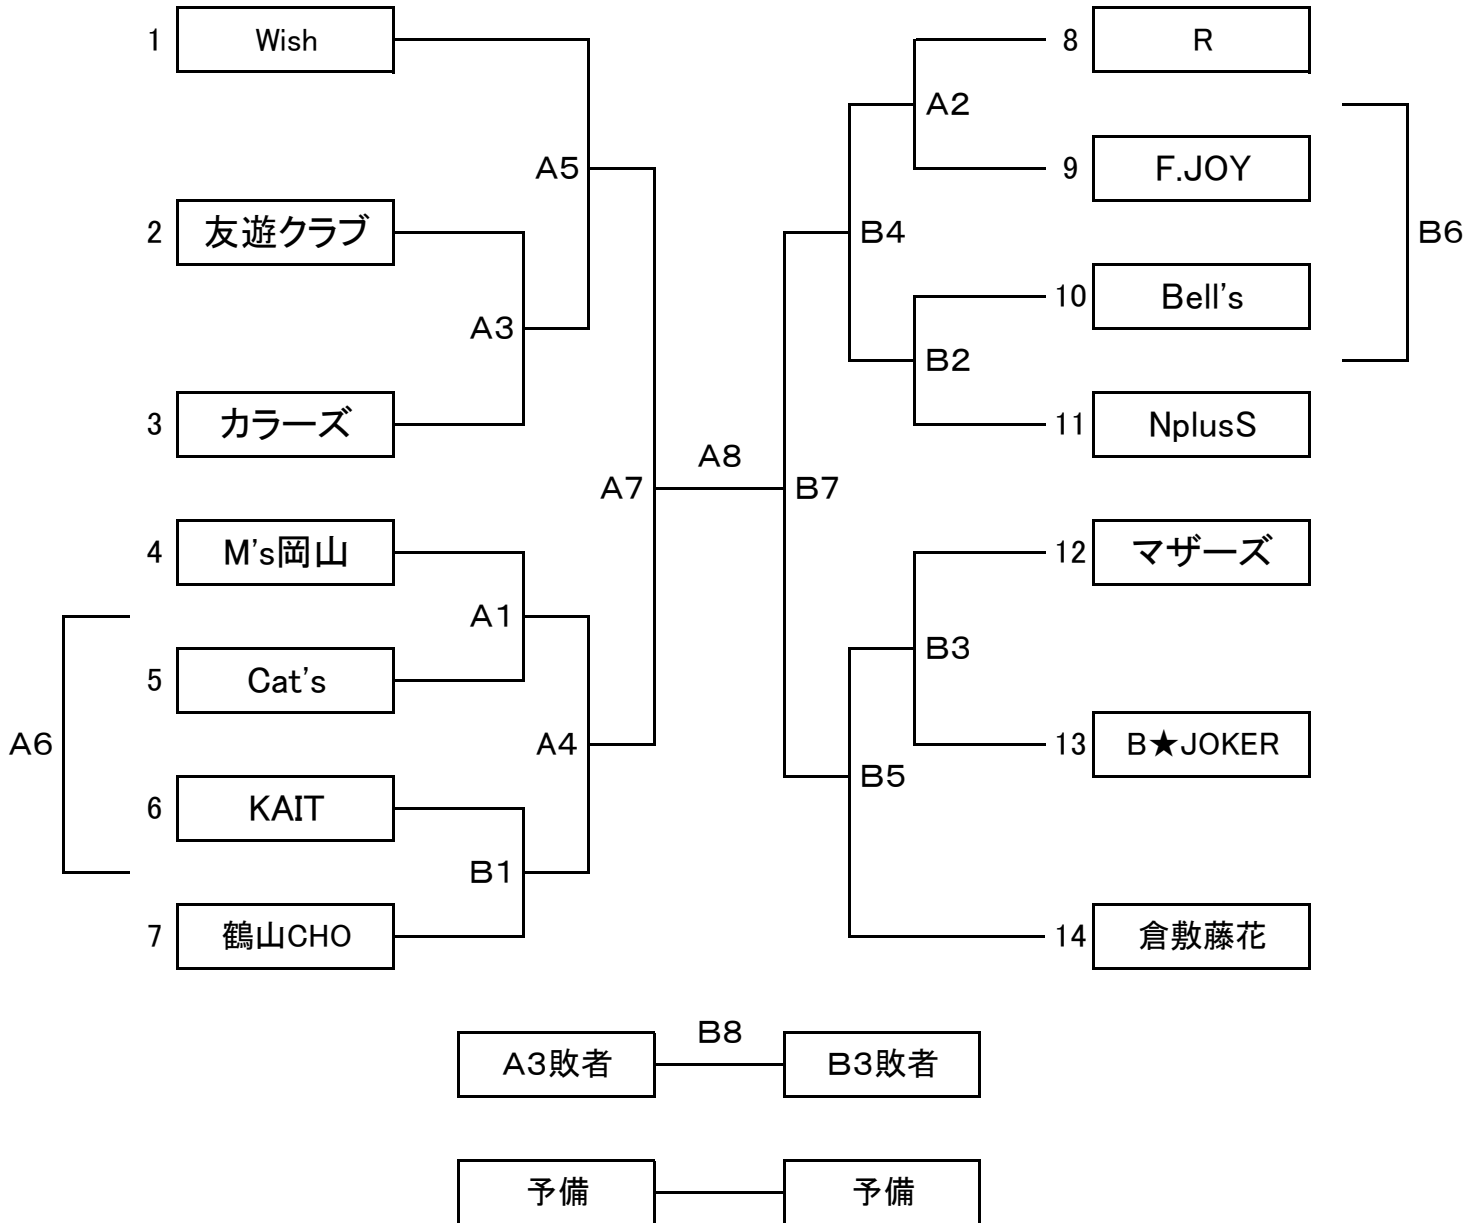 1 Wish
A5
2 友遊クラブ
A3
3 カラーズ
A7
4 M's岡山
A1
5 Cat's
A6
A4
6 KAIT
B1
7 鶴山CHO
A8
8 R
A2
9 F.JOY
B4
B6
10 Bell's
B2
11 NplusS
B7
12 マザーズ
B3
13 B★JOKER
B5
14 倉敷藤花
B8
A3敗者 B3敗者
予備 予備